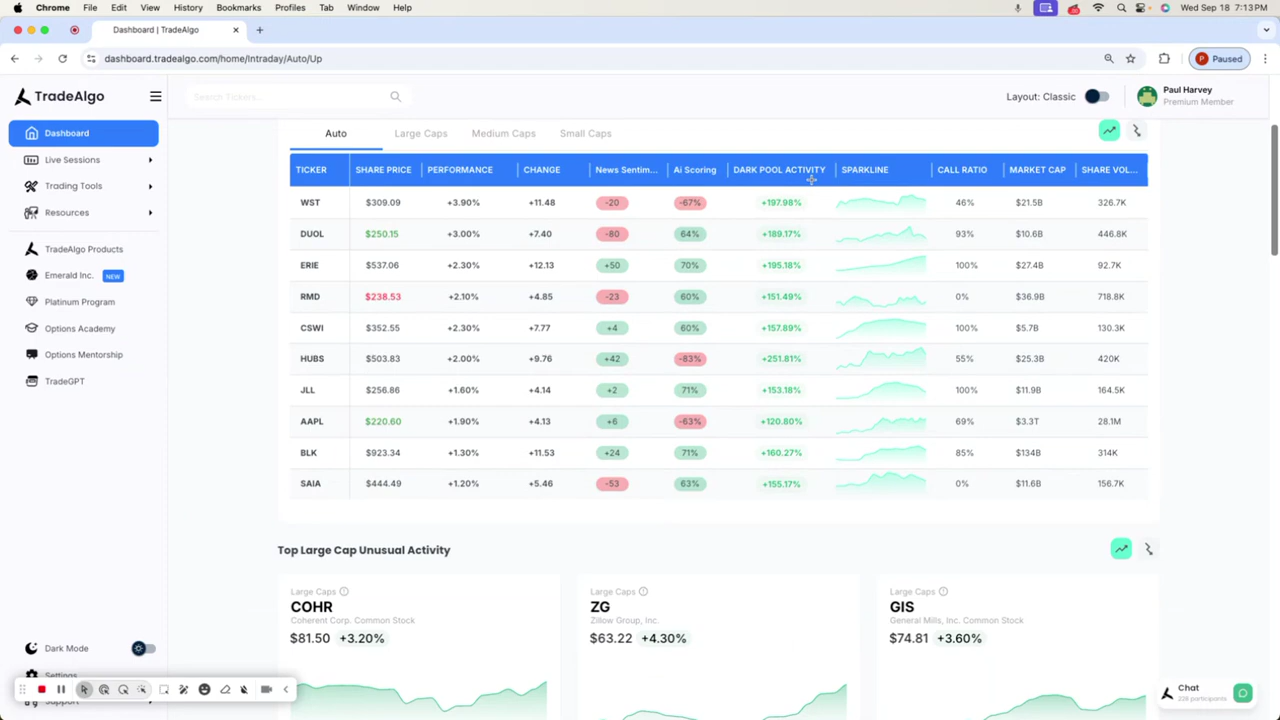 Chrome File Edit View History Bookmarks Profiles Tab Window Help Wed Sep 18 7:13 PM
Dashboard | TradeAlgo
dashboard.tradealgo.com/home/Intraday/Auto/Up P Paused
TradeAlgo Search Tickers... Layout: Classic Paul Harvey
Premium Member
Dashboard
Live Sessions
Trading Tools
Resources
TradeAlgo Products
Emerald Inc. NEW
Platinum Program
Options Academy
Options Mentorship
TradeGPT
Dark Mode
Settings
Support
Auto Large Caps Medium Caps Small Caps
TICKER SHARE PRICE PERFORMANCE CHANGE News Sentim... Ai Scoring DARK POOL ACTIVITY SPARKLINE CALL RATIO MARKET CAP SHARE VOL...
WST $309.09 +3.90% +11.48 -20 -67% +197.98% 46% $21.5B 326.7K
DUOL $250.15 +3.00% +7.40 -80 64% +189.17% 93% $10.6B 446.8K
ERIE $537.06 +2.30% +12.13 +50 70% +195.18% 100% $27.4B 92.7K
RMD $238.53 +2.10% +4.85 -23 60% +151.49% 0% $36.9B 718.8K
CSWI $352.55 +2.30% +7.77 +4 60% +157.89% 100% $5.7B 130.3K
HUBS $503.83 +2.00% +9.76 +42 -83% +251.81% 55% $25.3B 420K
JLL $256.86 +1.60% +4.14 +2 71% +153.18% 100% $11.9B 164.5K
AAPL $220.60 +1.90% +4.13 +6 -63% +120.80% 69% $3.3T 28.1M
BLK $923.34 +1.30% +11.53 +24 71% +160.27% 85% $134B 314K
SAIA $444.49 +1.20% +5.46 -53 63% +155.17% 0% $11.6B 156.7K
Top Large Cap Unusual Activity
Large Caps
COHR
Coherent Corp. Common Stock
$81.50 +3.20%
Large Caps
ZG
Zillow Group, Inc.
$63.22 +4.30%
Large Caps
GIS
General Mills, Inc. Common Stock
$74.81 +3.60%
Chat
228 participants